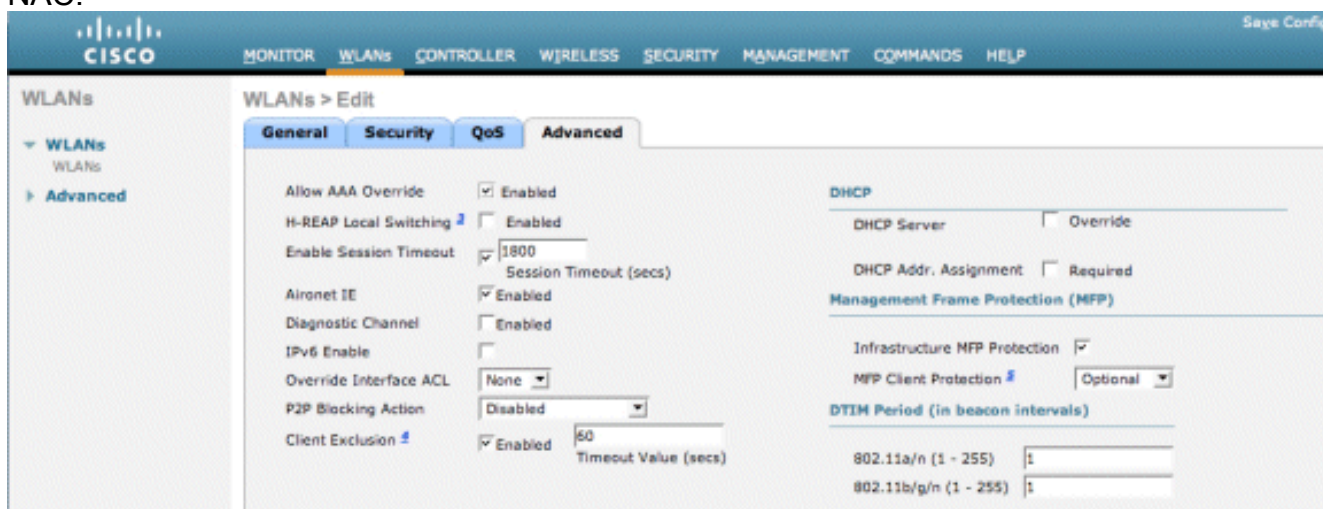 NAC.
Save Confi
CISCO
MONITOR WLANs CONTROLLER WIRELESS SECURITY MANAGEMENT COMMANDS HELP
WLANs
WLANs
WLANs
Advanced
WLANs > Edit
General Security QoS Advanced
Allow AAA Override Enabled
H-REAP Local Switching 2 Enabled
Enable Session Timeout 1800
Session Timeout (secs)
Aironet IE Enabled
Diagnostic Channel Enabled
IPv6 Enable
Override Interface ACL None
P2P Blocking Action Disabled
Client Exclusion 4 Enabled 60
Timeout Value (secs)
DHCP
DHCP Server Override
DHCP Addr. Assignment Required
Management Frame Protection (MFP)
Infrastructure MFP Protection
MFP Client Protection 5 Optional
DTIM Period (in beacon intervals)
802.11a/n (1 - 255) 1
802.11b/g/n (1 - 255) 1